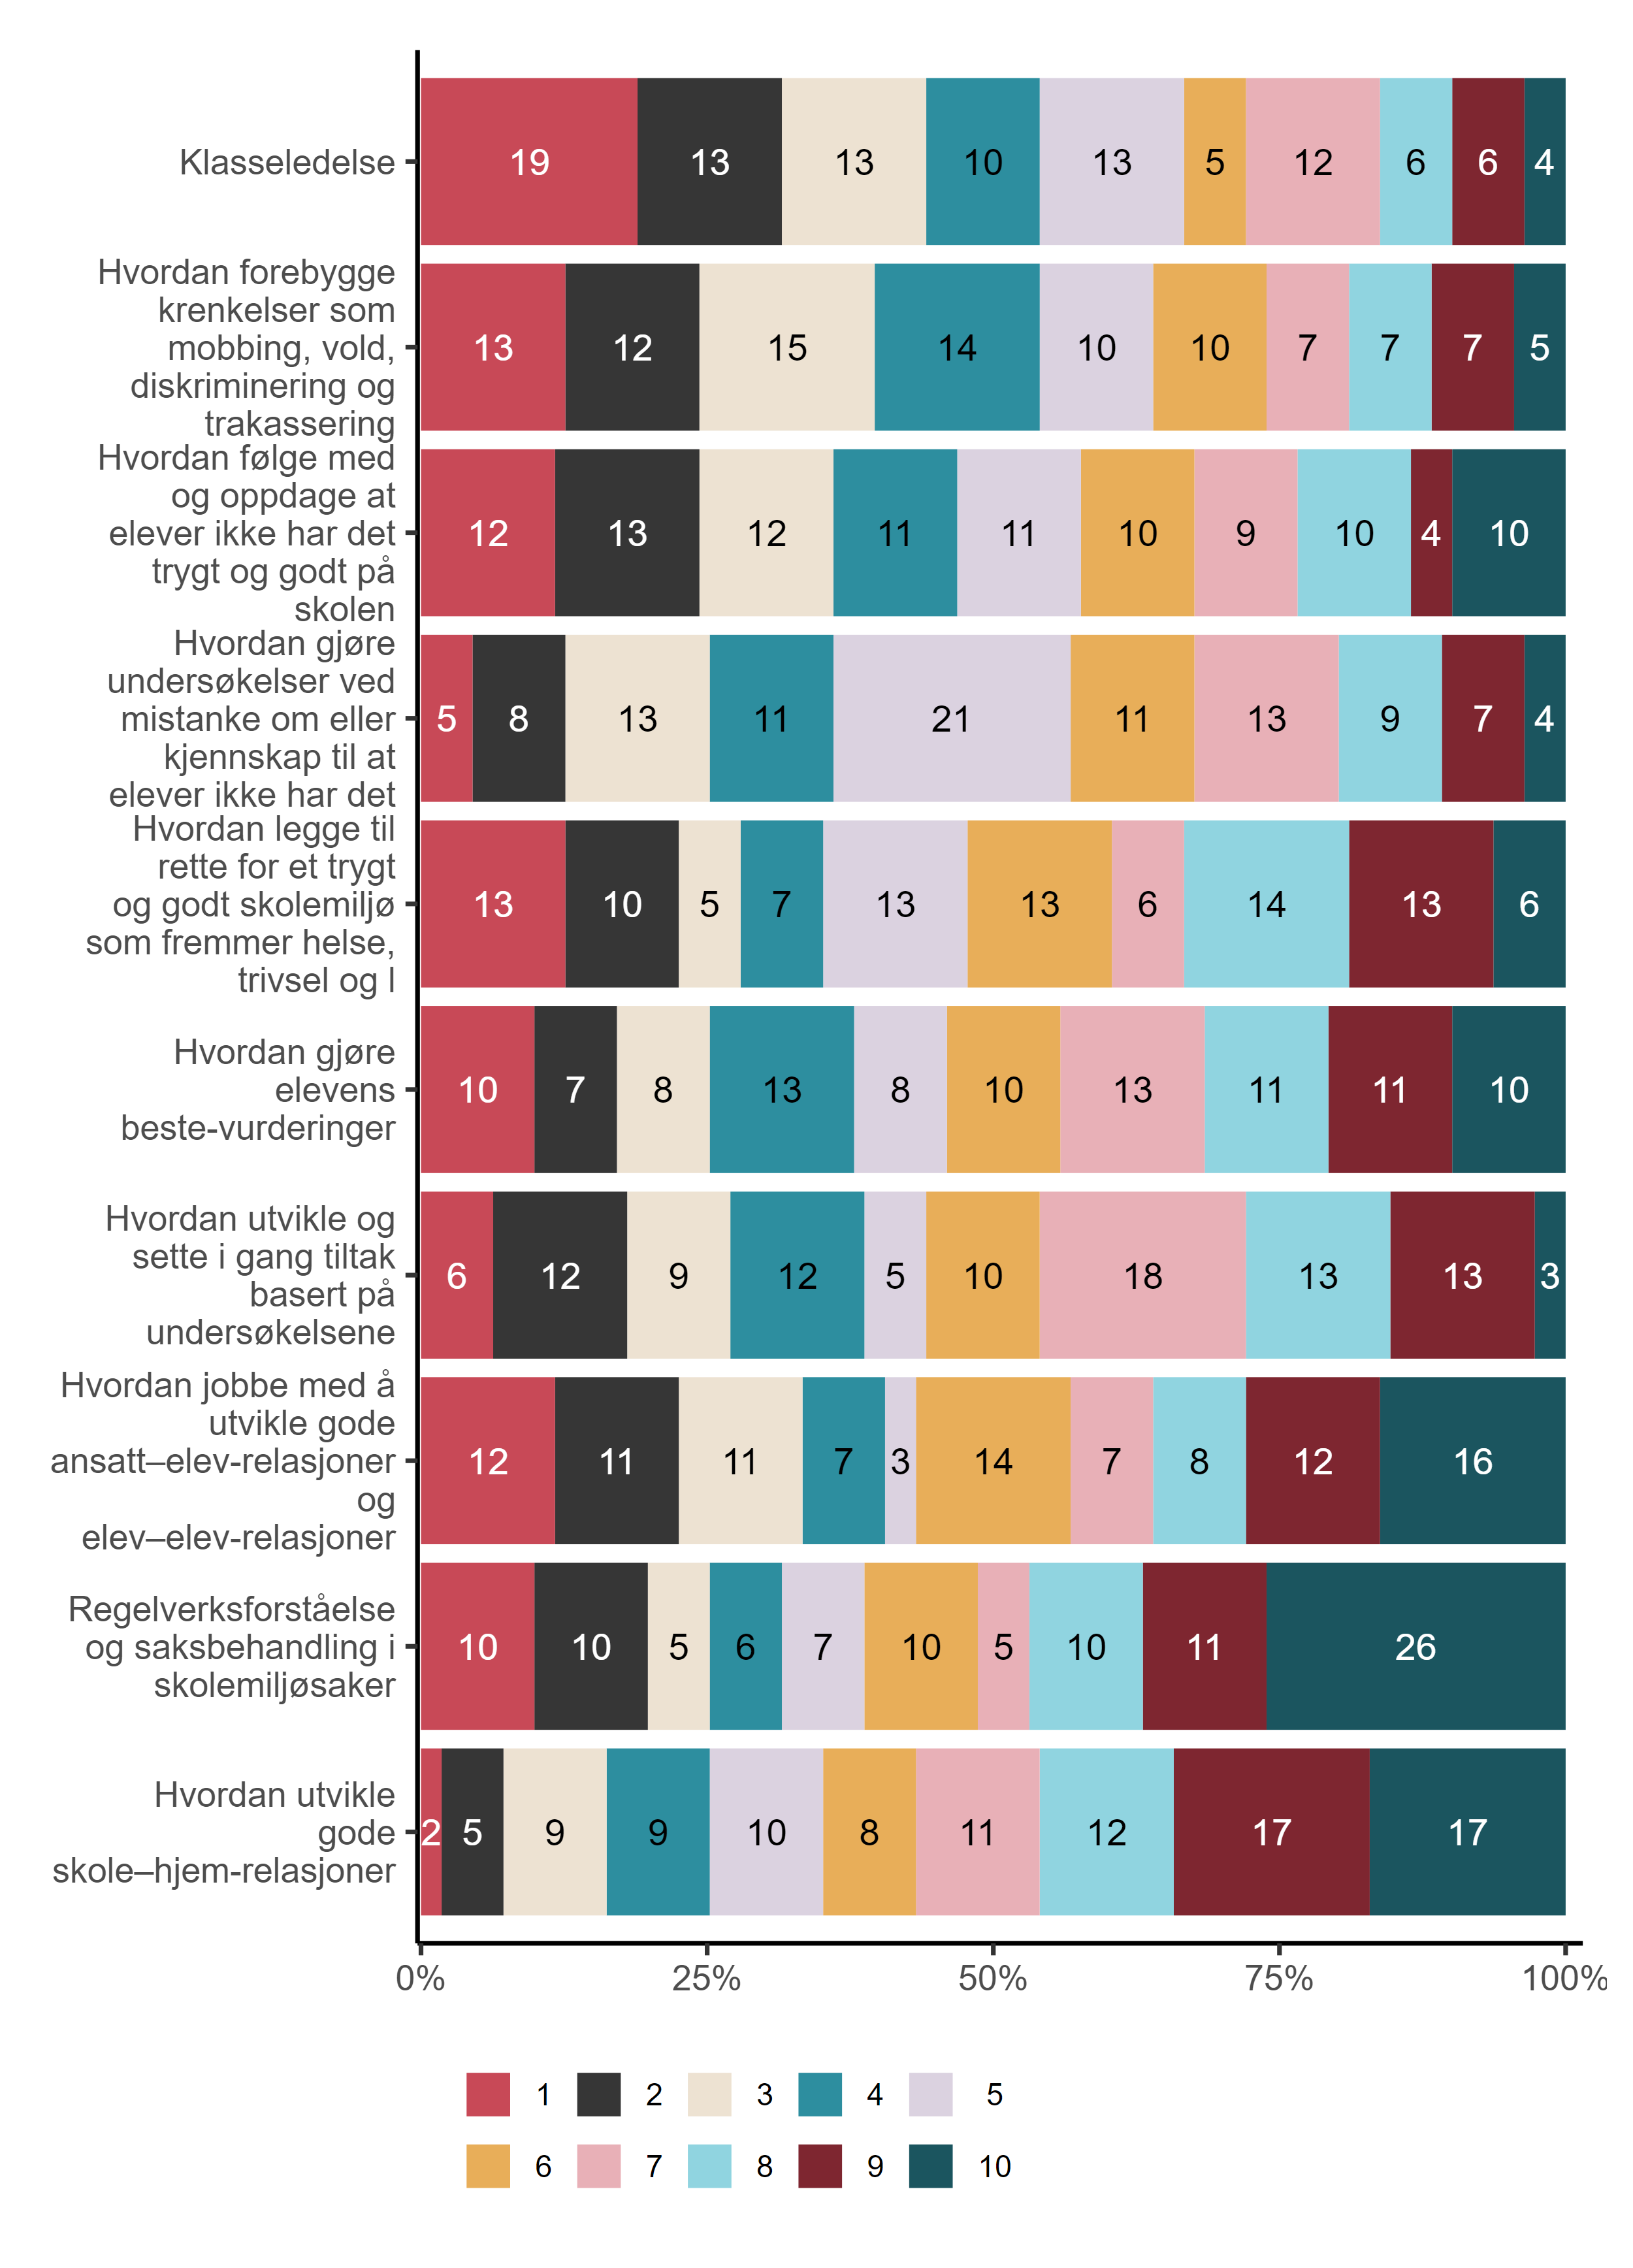 Klasseledelse
19 13 13 10 13 5 12 6 6 4
Hvordan forebygge
krenkelser som
mobbing, vold,
diskriminering og
trakassering
13 12 15 14 10 10 7 7 7 5
Hvordan følge med
og oppdage at
elever ikke har det
trygt og godt på
skolen
12 13 12 11 11 10 9 10 4 10
Hvordan gjøre
undersøkelser ved
mistanke om eller
kjennskap til at
elever ikke har det
5 8 13 11 21 11 13 9 7 4
Hvordan legge til
rette for et trygt
og godt skolemiljø
som fremmer helse,
trivsel og l
13 10 5 7 13 13 6 14 13 6
Hvordan gjøre
elevens
beste-vurderinger
10 7 8 13 8 10 13 11 11 10
Hvordan utvikle og
sette i gang tiltak
basert på
undersøkelsene
6 12 9 12 5 10 18 13 13 3
Hvordan jobbe med å
utvikle gode
ansatt–elev-relasjoner
og
elev–elev-relasjoner
12 11 11 7 3 14 7 8 12 16
Regelverksforståelse
og saksbehandling i
skolemiljøsaker
10 10 5 6 7 10 5 10 11 26
Hvordan utvikle
gode
skole–hjem-relasjoner
2 5 9 9 10 8 11 12 17 17
0% 25% 50% 75% 100%
1 2 3 4 5
6 7 8 9 10